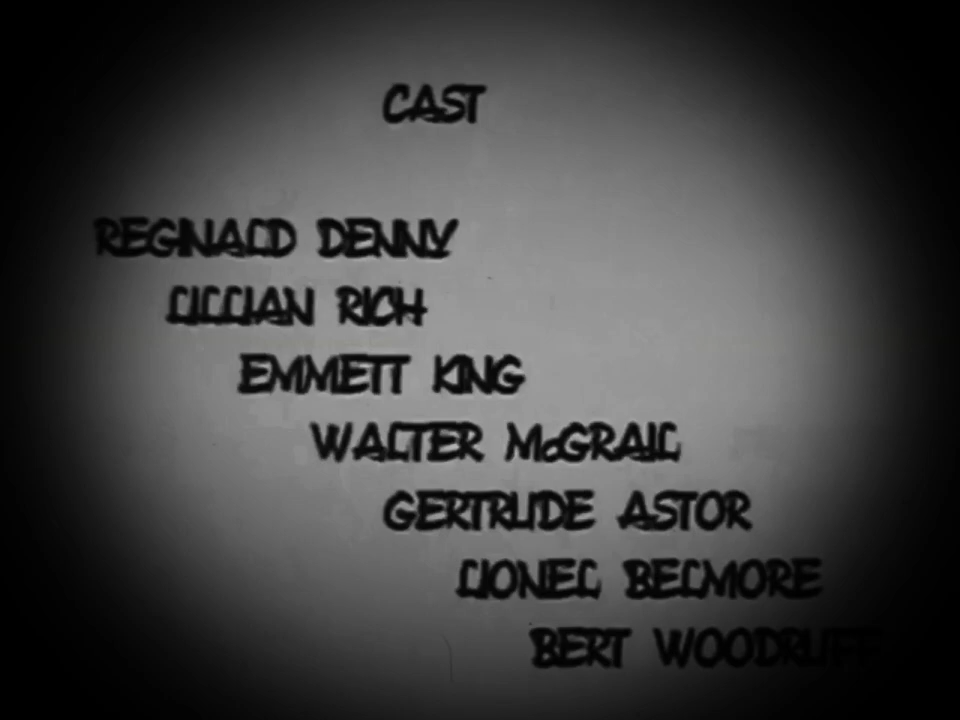 CAST
REGINALD DENNY
LILLIAN RICH
EMMETT KING
WALTER McGRAIL
GERTRUDE ASTOR
LIONEL BELMORE
BERT WOODRUFF